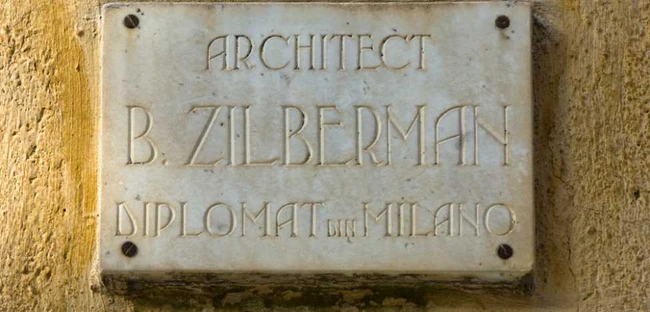 ARCHITECT
B. ZILBERMAN
DIPLOMAT DIN MILANO